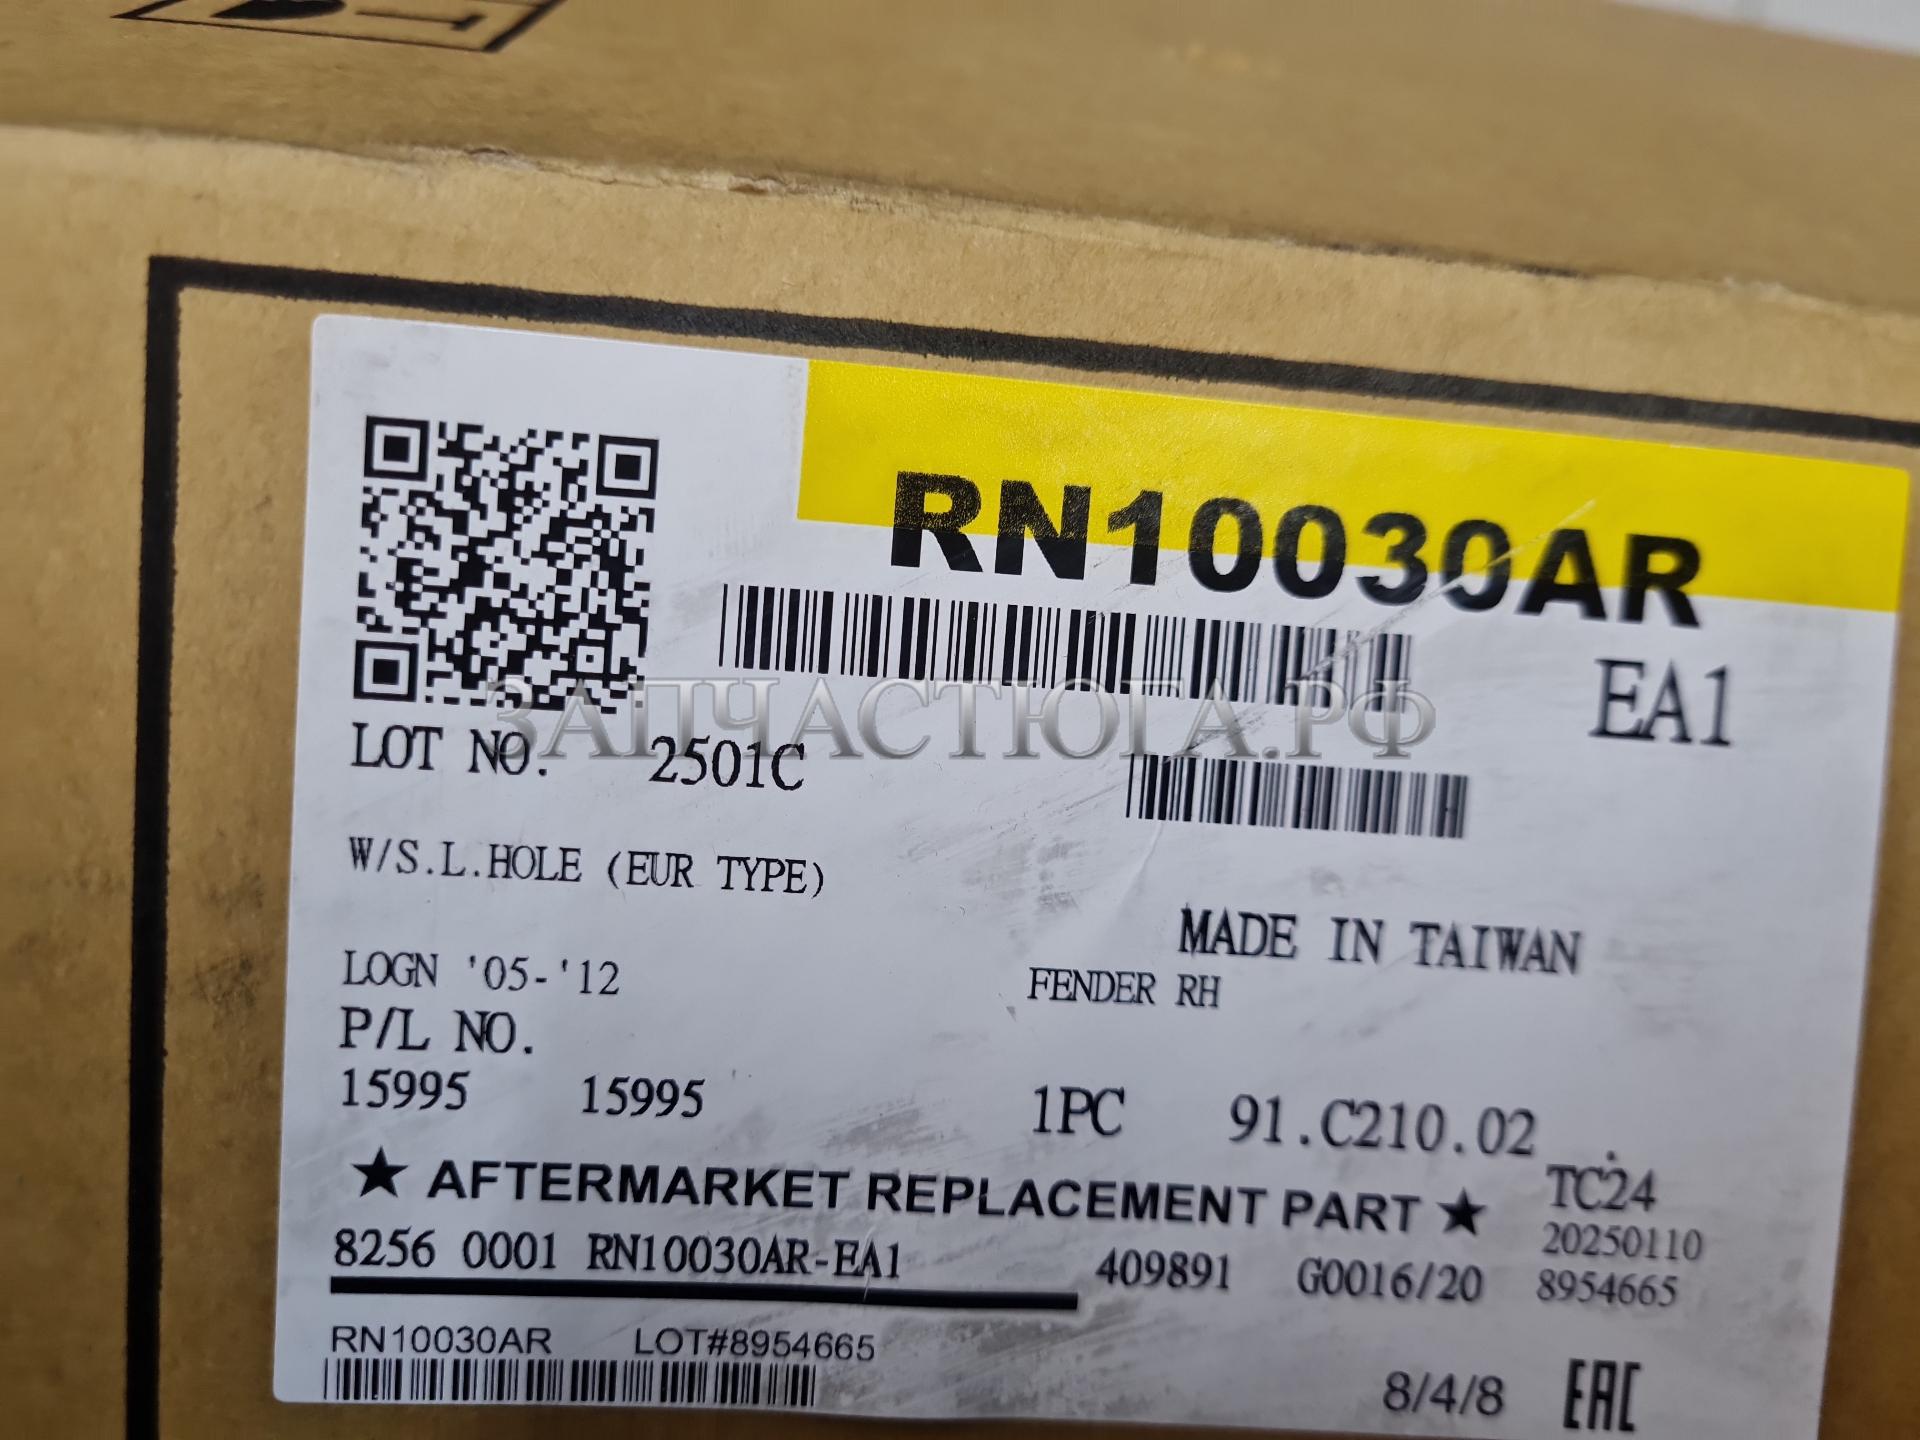 RN10030AR
EA1
ЗАПЧАСТЮГА.РФ
LOT NO. 2501C
W/S.L.HOLE (EUR TYPE)
MADE IN TAIWAN
LOGN '05-'12 FENDER RH
P/L NO.
15995 15995 1PC 91.C210.02
★ AFTERMARKET REPLACEMENT PART ★ TC24
20250110
8256 0001 RN10030AR-EA1 409891 G0016/20 8954665
RN10030AR LOT#8954665
8/4/8 EAC